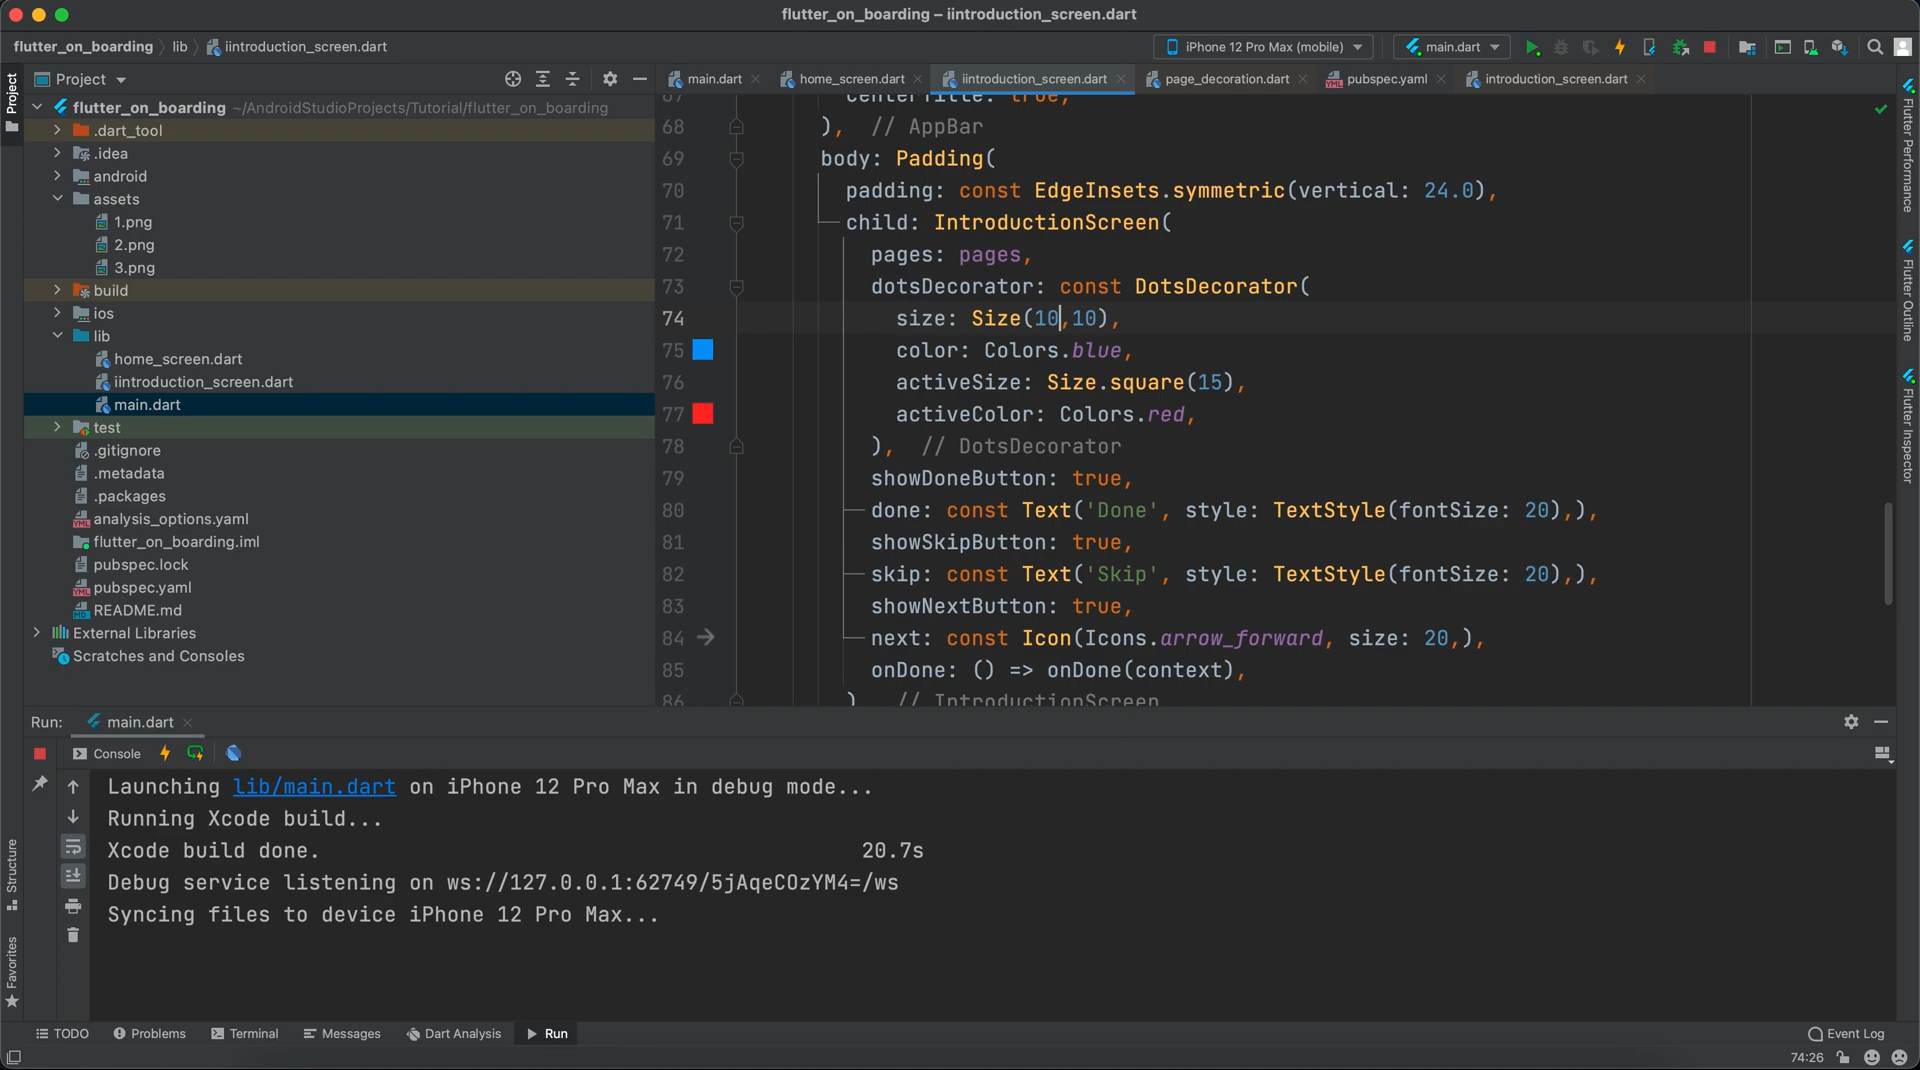 flutter_on_boarding – iintroduction_screen.dart
flutter_on_boarding lib iintroduction_screen.dart
iPhone 12 Pro Max (mobile) main.dart
Project
Project
main.dart home_screen.dart iintroduction_screen.dart page_decoration.dart pubspec.yaml introduction_screen.dart
flutter_on_boarding ~/AndroidStudioProjects/Tutorial/flutter_on_boarding
.dart_tool
.idea
android
assets
1.png
2.png
3.png
build
ios
lib
home_screen.dart
iintroduction_screen.dart
main.dart
test
.gitignore
.metadata
.packages
analysis_options.yaml
flutter_on_boarding.iml
pubspec.lock
pubspec.yaml
README.md
External Libraries
Scratches and Consoles
67 centerTitle: true,
68 ), // AppBar
69 body: Padding(
70 padding: const EdgeInsets.symmetric(vertical: 24.0),
71 child: IntroductionScreen(
72 pages: pages,
73 dotsDecorator: const DotsDecorator(
74 size: Size(10,10),
75 color: Colors.blue,
76 activeSize: Size.square(15),
77 activeColor: Colors.red,
78 ), // DotsDecorator
79 showDoneButton: true,
80 done: const Text('Done', style: TextStyle(fontSize: 20),),
81 showSkipButton: true,
82 skip: const Text('Skip', style: TextStyle(fontSize: 20),),
83 showNextButton: true,
84 next: const Icon(Icons.arrow_forward, size: 20,),
85 onDone: () => onDone(context),
86 ) // IntroductionScreen
Flutter Performance
Flutter Outline
Flutter Inspector
Run: main.dart
Console
Launching lib/main.dart on iPhone 12 Pro Max in debug mode...
Running Xcode build...
Xcode build done. 20.7s
Debug service listening on ws://127.0.0.1:62749/5jAqeCOzYM4=/ws
Syncing files to device iPhone 12 Pro Max...
Structure
Favorites
TODO Problems Terminal Messages Dart Analysis Run Event Log
74:26